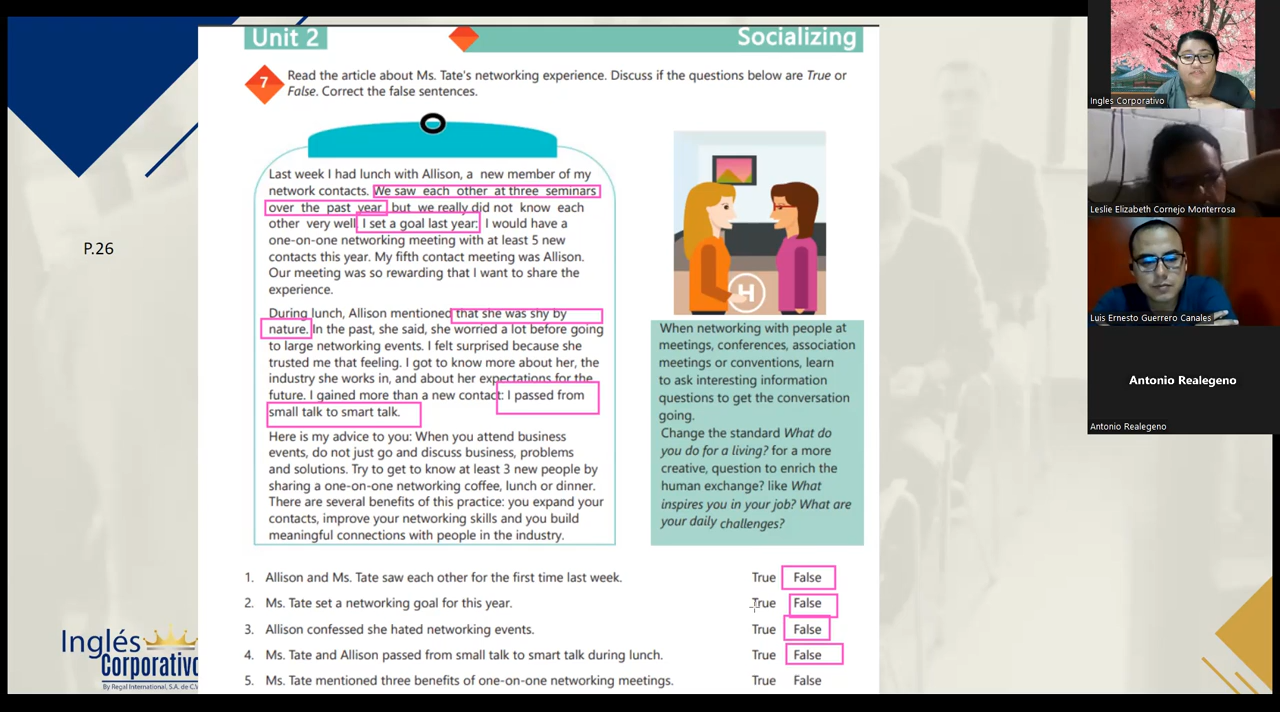 Unit 2
Socializing
7
Read the article about Ms. Tate's networking experience. Discuss if the questions below are True or
False. Correct the false sentences.
Last week I had lunch with Allison, a new member of my
network contacts. We saw each other at three seminars
over the past year but we really did not know each
other very well. I set a goal last year: I would have a
one-on-one networking meeting with at least 5 new
contacts this year. My fifth contact meeting was Allison.
Our meeting was so rewarding that I want to share the
experience.
During lunch, Allison mentioned that she was shy by
nature. In the past, she said, she worried a lot before going
to large networking events. I felt surprised because she
trusted me that feeling. I got to know more about her, the
industry she works in, and about her expectations for the
future. I gained more than a new contact: I passed from
small talk to smart talk.
Here is my advice to you: When you attend business
events, do not just go and discuss business, problems
and solutions. Try to get to know at least 3 new people by
sharing a one-on-one networking coffee, lunch or dinner.
There are several benefits of this practice: you expand your
contacts, improve your networking skills and you build
meaningful connections with people in the industry.
H
When networking with people at
meetings, conferences, association
meetings or conventions, learn
to ask interesting information
questions to get the conversation
going.
Change the standard What do
you do for a living? for a more
creative, question to enrich the
human exchange? like What
inspires you in your job? What are
your daily challenges?
1. Allison and Ms. Tate saw each other for the first time last week. True False
2. Ms. Tate set a networking goal for this year. True False
3. Allison confessed she hated networking events. True False
4. Ms. Tate and Allison passed from small talk to smart talk during lunch. True False
5. Ms. Tate mentioned three benefits of one-on-one networking meetings. True False
P.26
Inglés
Corporativo
By Regal International, S.A. de C.V
Ingles Corporativo
Leslie Elizabeth Cornejo Monterrosa
Luis Ernesto Guerrero Canales
Antonio Realegeno
Antonio Realegeno